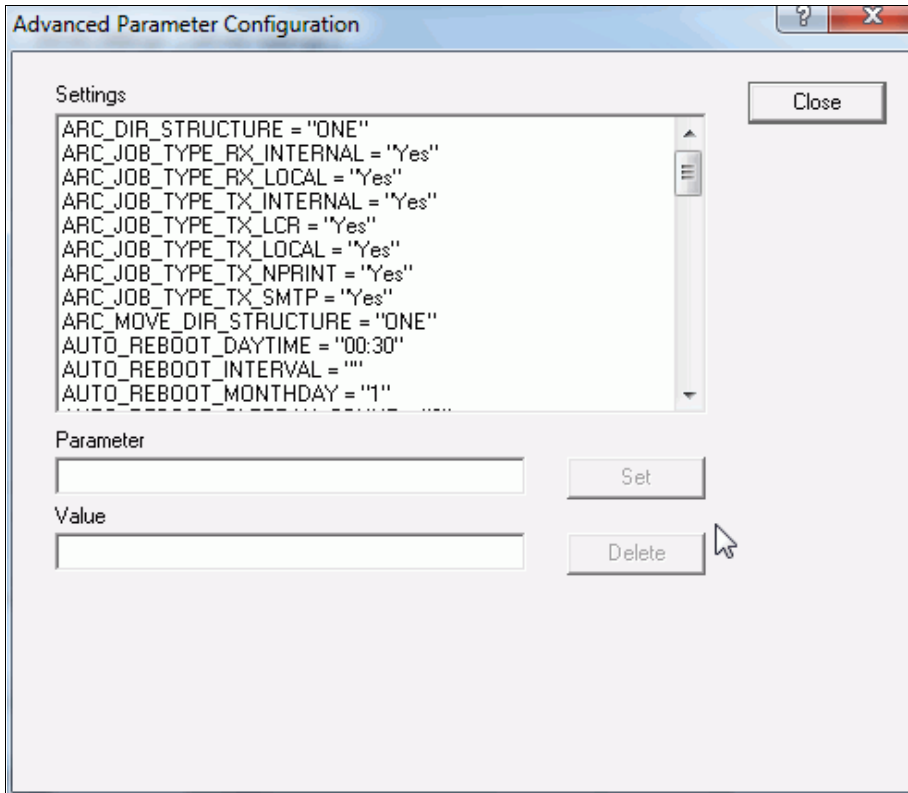 Advanced Parameter Configuration
Settings
Close
ARC_DIR_STRUCTURE = "ONE"
ARC_JOB_TYPE_RX_INTERNAL = "Yes"
ARC_JOB_TYPE_RX_LOCAL = "Yes"
ARC_JOB_TYPE_TX_INTERNAL = "Yes"
ARC_JOB_TYPE_TX_LCR = "Yes"
ARC_JOB_TYPE_TX_LOCAL = "Yes"
ARC_JOB_TYPE_TX_NPRINT = "Yes"
ARC_JOB_TYPE_TX_SMTP = "Yes"
ARC_MOVE_DIR_STRUCTURE = "ONE"
AUTO_REBOOT_DAYTIME = "00:30"
AUTO_REBOOT_INTERVAL = ""
AUTO_REBOOT_MONTHDAY = "1"
Parameter
Set
Value
Delete